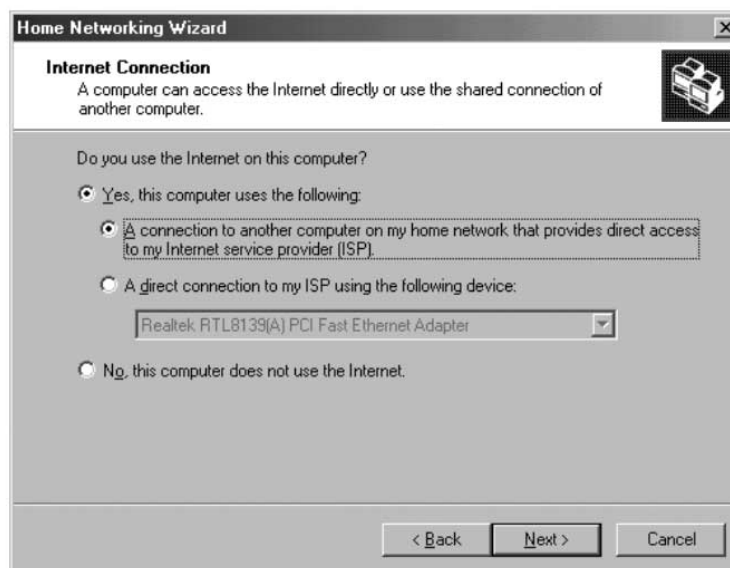 Home Networking Wizard
Internet Connection
A computer can access the Internet directly or use the shared connection of
another computer.
Do you use the Internet on this computer?
Yes, this computer uses the following:
A connection to another computer on my home network that provides direct access
to my Internet service provider (ISP).
A direct connection to my ISP using the following device:
Realtek RTL8139(A) PCI Fast Ethernet Adapter
No, this computer does not use the Internet.
< Back Next > Cancel